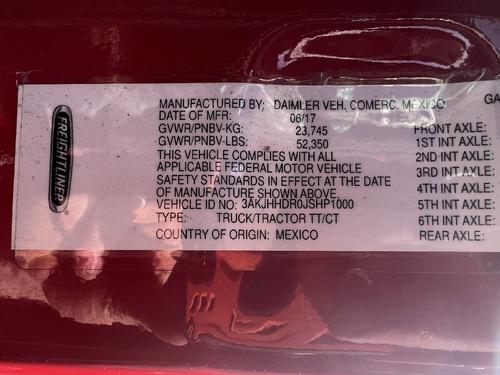 FREIGHTLINER®
MANUFACTURED BY: DAIMLER VEH. COMERC. MEXICO GA
DATE OF MFR: 06/17
GVWR/PNBV-KG: 23,745
GVWR/PNBV-LBS: 52,350
THIS VEHICLE COMPLIES WITH ALL
APPLICABLE FEDERAL MOTOR VEHICLE
SAFETY STANDARDS IN EFFECT AT THE DATE
OF MANUFACTURE SHOWN ABOVE
VEHICLE ID NO: 3AKJHHDR0JSHP1000
TYPE: TRUCK/TRACTOR TT/CT
COUNTRY OF ORIGIN: MEXICO
FRONT AXLE:
1ST INT AXLE:
2ND INT AXLE:
3RD INT AXLE:
4TH INT AXLE:
5TH INT AXLE:
6TH INT AXLE:
REAR AXLE: